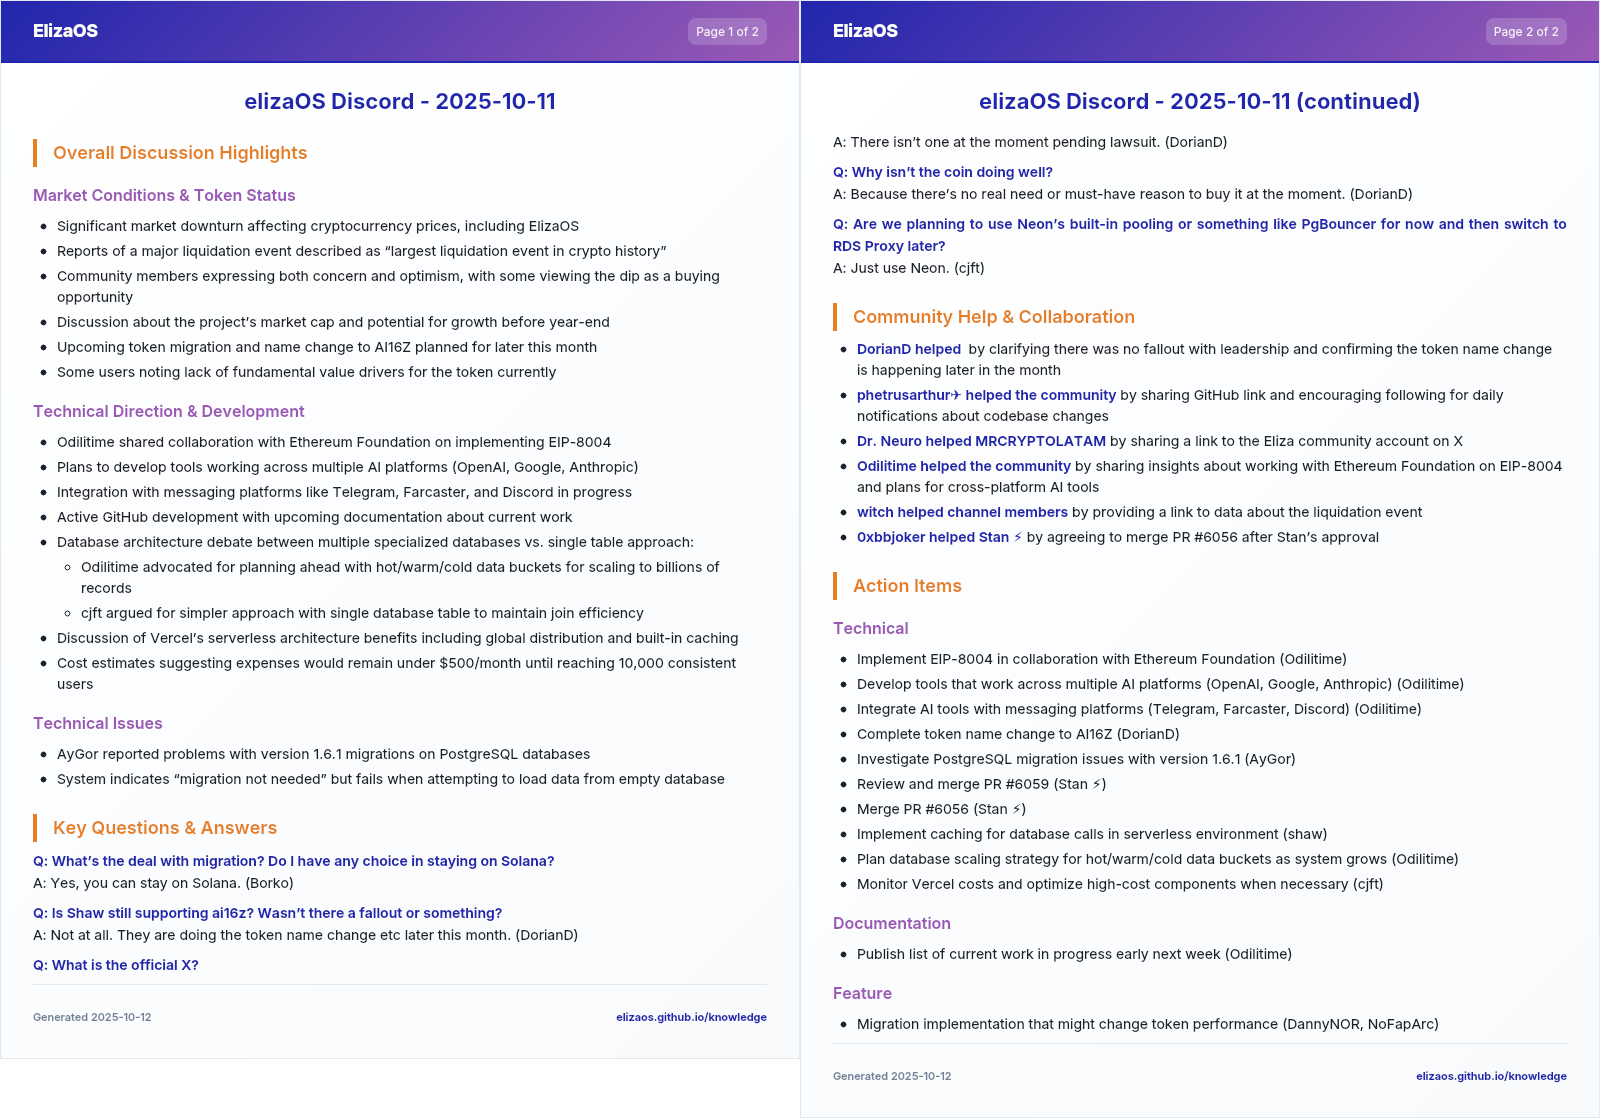 ElizaOS
Page 1 of 2
elizaOS Discord - 2025-10-11
Overall Discussion Highlights
Market Conditions & Token Status
• Significant market downturn affecting cryptocurrency prices, including ElizaOS
• Reports of a major liquidation event described as “largest liquidation event in crypto history”
• Community members expressing both concern and optimism, with some viewing the dip as a buying
opportunity
• Discussion about the project’s market cap and potential for growth before year-end
• Upcoming token migration and name change to AI16Z planned for later this month
• Some users noting lack of fundamental value drivers for the token currently
Technical Direction & Development
• Odilitime shared collaboration with Ethereum Foundation on implementing EIP-8004
• Plans to develop tools working across multiple AI platforms (OpenAI, Google, Anthropic)
• Integration with messaging platforms like Telegram, Farcaster, and Discord in progress
• Active GitHub development with upcoming documentation about current work
• Database architecture debate between multiple specialized databases vs. single table approach:
◦ Odilitime advocated for planning ahead with hot/warm/cold data buckets for scaling to billions of
records
◦ cjft argued for simpler approach with single database table to maintain join efficiency
• Discussion of Vercel’s serverless architecture benefits including global distribution and built-in caching
• Cost estimates suggesting expenses would remain under $500/month until reaching 10,000 consistent
users
Technical Issues
• AyGor reported problems with version 1.6.1 migrations on PostgreSQL databases
• System indicates “migration not needed” but fails when attempting to load data from empty database
Key Questions & Answers
Q: What’s the deal with migration? Do I have any choice in staying on Solana?
A: Yes, you can stay on Solana. (Borko)
Q: Is Shaw still supporting ai16z? Wasn’t there a fallout or something?
A: Not at all. They are doing the token name change etc later this month. (DorianD)
Q: What is the official X?
Generated 2025-10-12
elizaos.github.io/knowledge
ElizaOS
Page 2 of 2
elizaOS Discord - 2025-10-11 (continued)
A: There isn’t one at the moment pending lawsuit. (DorianD)
Q: Why isn’t the coin doing well?
A: Because there’s no real need or must-have reason to buy it at the moment. (DorianD)
Q: Are we planning to use Neon’s built-in pooling or something like PgBouncer for now and then switch to
RDS Proxy later?
A: Just use Neon. (cjft)
Community Help & Collaboration
• DorianD helped by clarifying there was no fallout with leadership and confirming the token name change
is happening later in the month
• phetrusarthur✈ helped the community by sharing GitHub link and encouraging following for daily
notifications about codebase changes
• Dr. Neuro helped MRCRYPTOLATAM by sharing a link to the Eliza community account on X
• Odilitime helped the community by sharing insights about working with Ethereum Foundation on EIP-8004
and plans for cross-platform AI tools
• witch helped channel members by providing a link to data about the liquidation event
• 0xbbjoker helped Stan ⚡ by agreeing to merge PR #6056 after Stan’s approval
Action Items
Technical
• Implement EIP-8004 in collaboration with Ethereum Foundation (Odilitime)
• Develop tools that work across multiple AI platforms (OpenAI, Google, Anthropic) (Odilitime)
• Integrate AI tools with messaging platforms (Telegram, Farcaster, Discord) (Odilitime)
• Complete token name change to AI16Z (DorianD)
• Investigate PostgreSQL migration issues with version 1.6.1 (AyGor)
• Review and merge PR #6059 (Stan ⚡)
• Merge PR #6056 (Stan ⚡)
• Implement caching for database calls in serverless environment (shaw)
• Plan database scaling strategy for hot/warm/cold data buckets as system grows (Odilitime)
• Monitor Vercel costs and optimize high-cost components when necessary (cjft)
Documentation
• Publish list of current work in progress early next week (Odilitime)
Feature
• Migration implementation that might change token performance (DannyNOR, NoFapArc)
Generated 2025-10-12
elizaos.github.io/knowledge